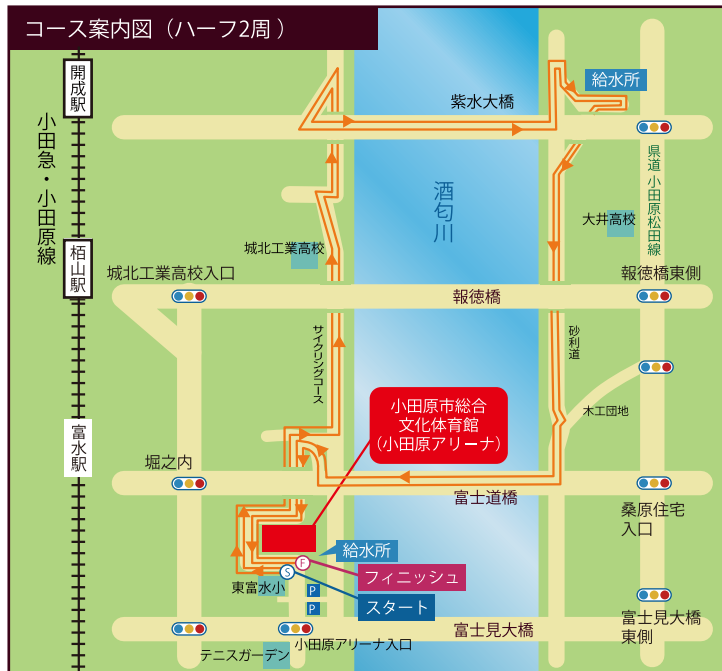 コース案内図（ハーフ2周）
開成駅
小田急・小田原線
栢山駅
富水駅
紫水大橋
給水所
県道 小田原松田線
大井高校
酒匂川
城北工業高校
城北工業高校入口
報徳橋
報徳橋東側
サイクリングコース
砂利道
木工団地
小田原市総合
文化体育館
（小田原アリーナ）
堀之内
富士道橋
桑原住宅
入口
給水所
F
フィニッシュ
S
スタート
東富水小
P
P
富士見大橋
富士見大橋
東側
小田原アリーナ入口
テニスガーデン